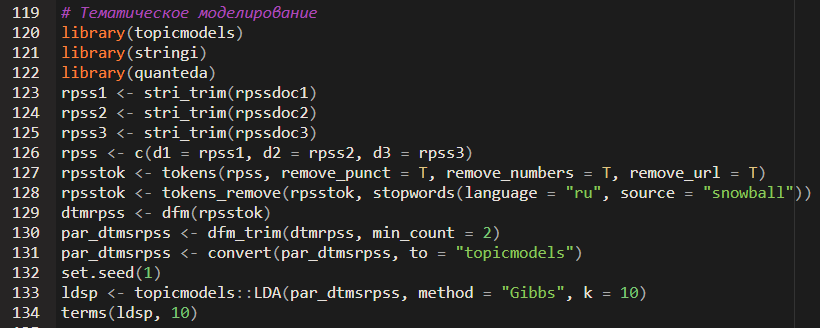 119 # Тематическое моделирование
120 library(topicmodels)
121 library(stringi)
122 library(quanteda)
123 rpss1 <- stri_trim(rpssdoc1)
124 rpss2 <- stri_trim(rpssdoc2)
125 rpss3 <- stri_trim(rpssdoc3)
126 rpss <- c(d1 = rpss1, d2 = rpss2, d3 = rpss3)
127 rpsstok <- tokens(rpss, remove_punct = T, remove_numbers = T, remove_url = T)
128 rpsstok <- tokens_remove(rpsstok, stopwords(language = "ru", source = "snowball"))
129 dtmrpss <- dfm(rpsstok)
130 par_dtmsrpss <- dfm_trim(dtmrpss, min_count = 2)
131 par_dtmsrpss <- convert(par_dtmsrpss, to = "topicmodels")
132 set.seed(1)
133 ldsp <- topicmodels::LDA(par_dtmsrpss, method = "Gibbs", k = 10)
134 terms(ldsp, 10)